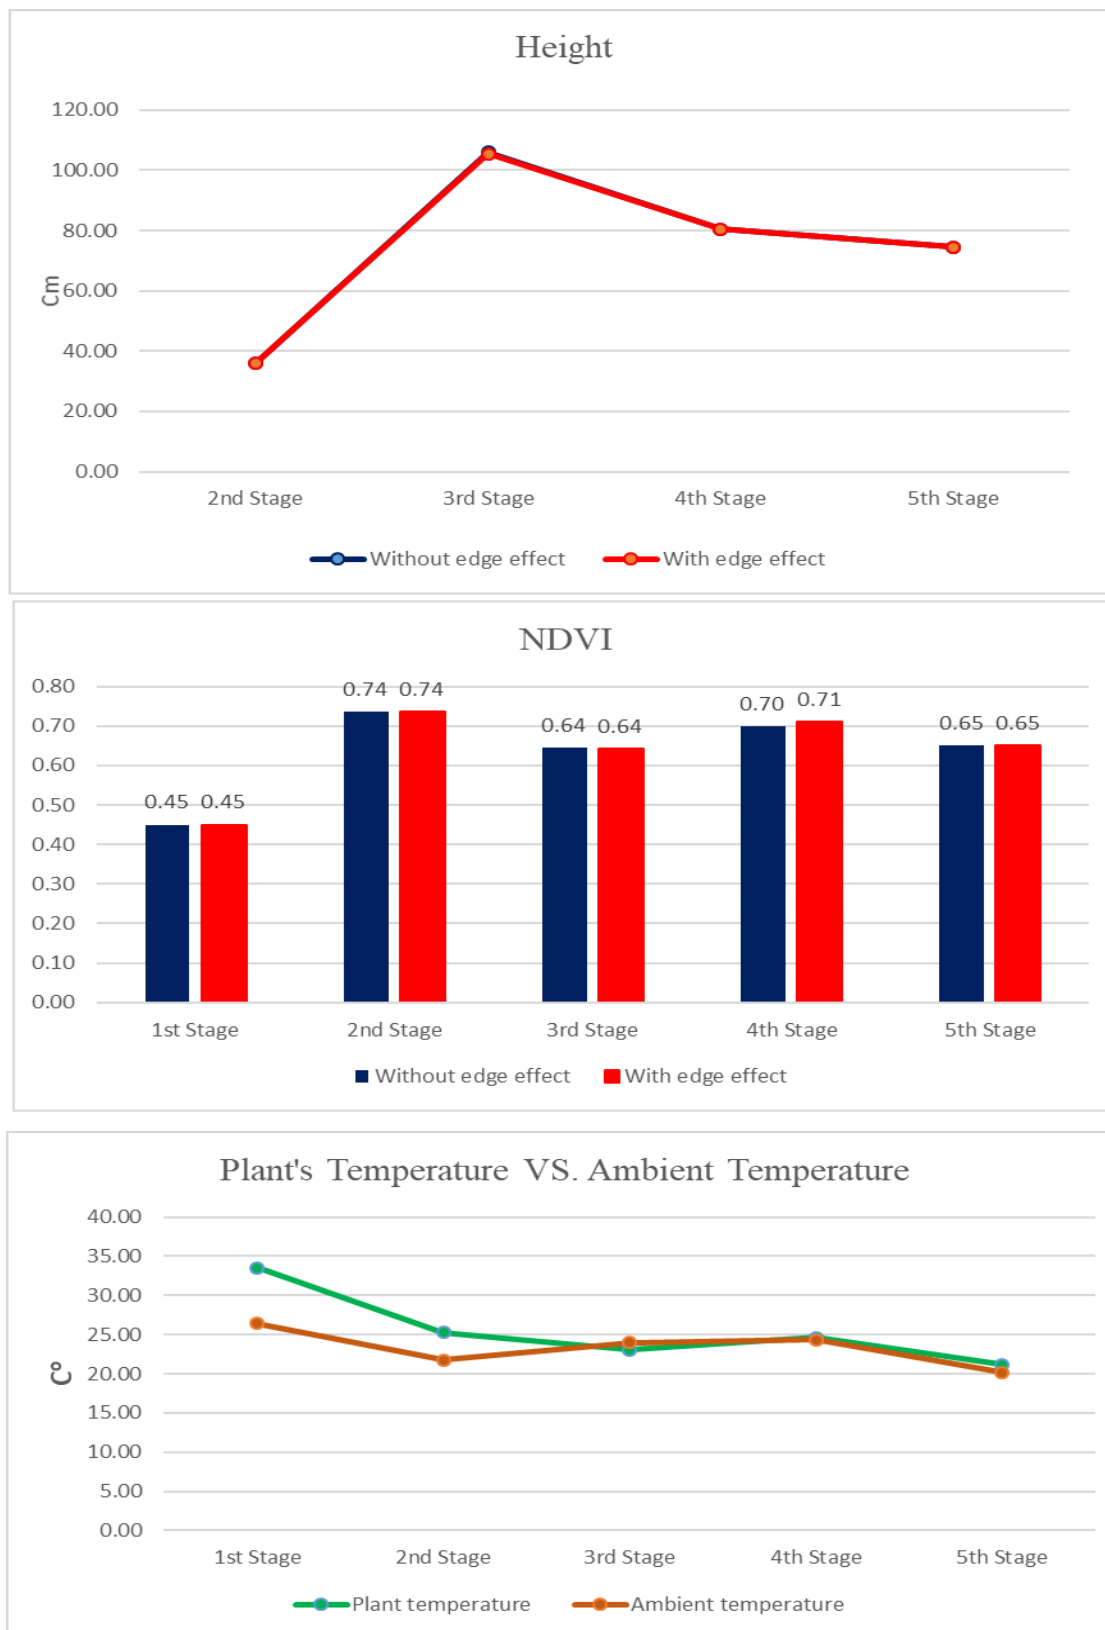 Height
120.00
100.00
80.00
60.00
40.00
20.00
0.00
Cm
2nd Stage 3rd Stage 4th Stage 5th Stage
Without edge effect With edge effect
NDVI
0.80
0.70
0.60
0.50
0.40
0.30
0.20
0.10
0.00
0.45 0.45 0.74 0.74 0.64 0.64 0.70 0.71 0.65 0.65
1st Stage 2nd Stage 3rd Stage 4th Stage 5th Stage
Without edge effect With edge effect
Plant's Temperature VS. Ambient Temperature
40.00
35.00
30.00
25.00
20.00
15.00
10.00
5.00
0.00
C°
1st Stage 2nd Stage 3rd Stage 4th Stage 5th Stage
Plant temperature Ambient temperature